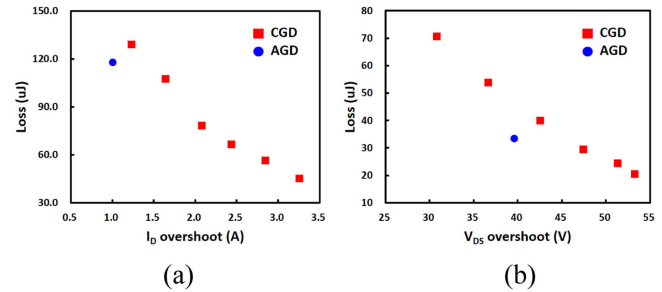 150.0
120.0
90.0
60.0
30.0
Loss (uJ)
CGD
AGD
0.5 1.0 1.5 2.0 2.5 3.0 3.5
I_D overshoot (A)
(a)
80
70
60
50
40
30
20
10
Loss (uJ)
CGD
AGD
25 30 35 40 45 50 55
V_DS overshoot (V)
(b)